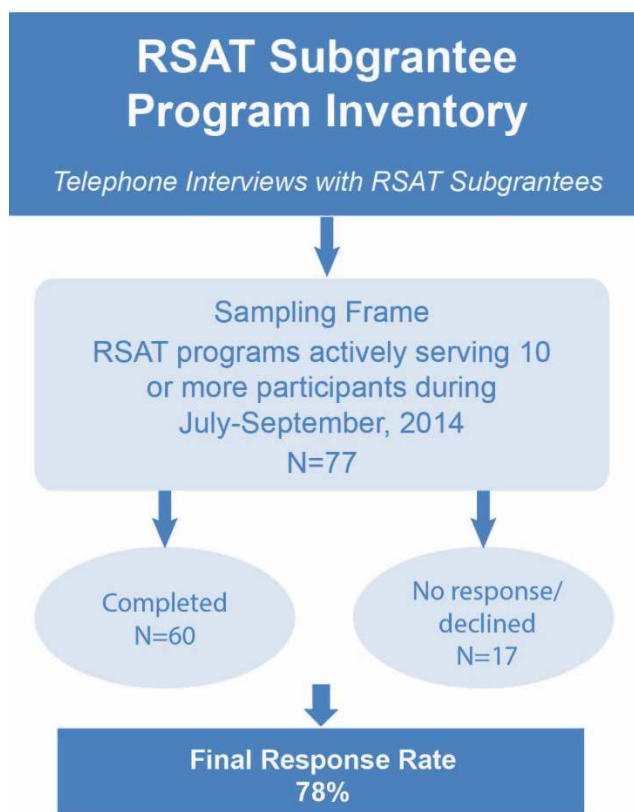 RSAT Subgrantee
Program Inventory
Telephone Interviews with RSAT Subgrantees
Sampling Frame
RSAT programs actively serving 10
or more participants during
July-September, 2014
N=77
Completed
N=60
No response/
declined
N=17
Final Response Rate
78%